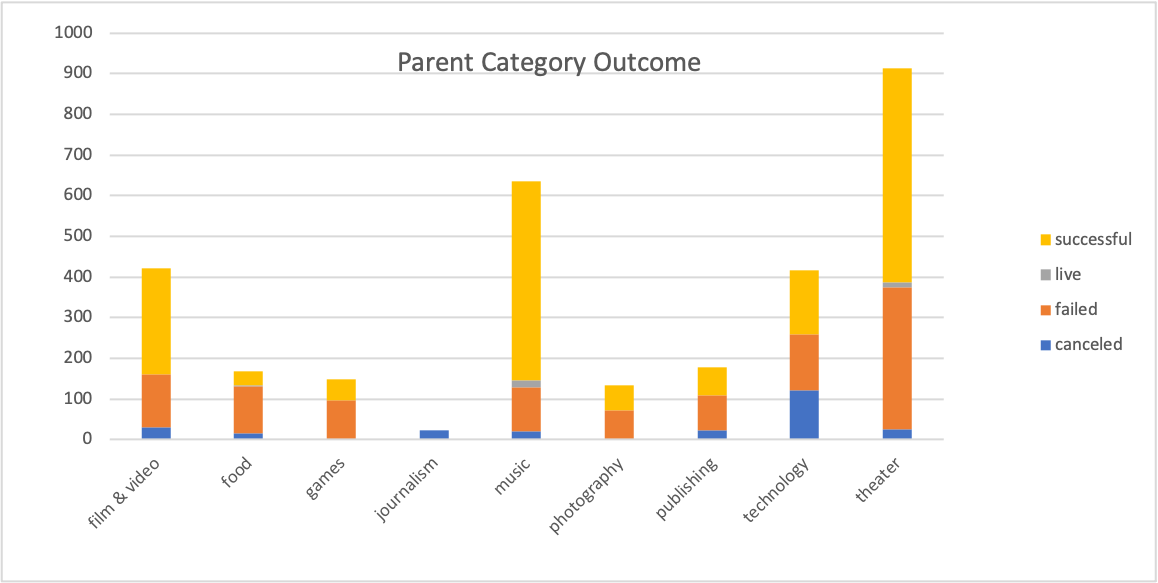 Parent Category Outcome
1000
900
800
700
600
500
400
300
200
100
0
film & video
food
games
journalism
music
photography
publishing
technology
theater
successful
live
failed
canceled